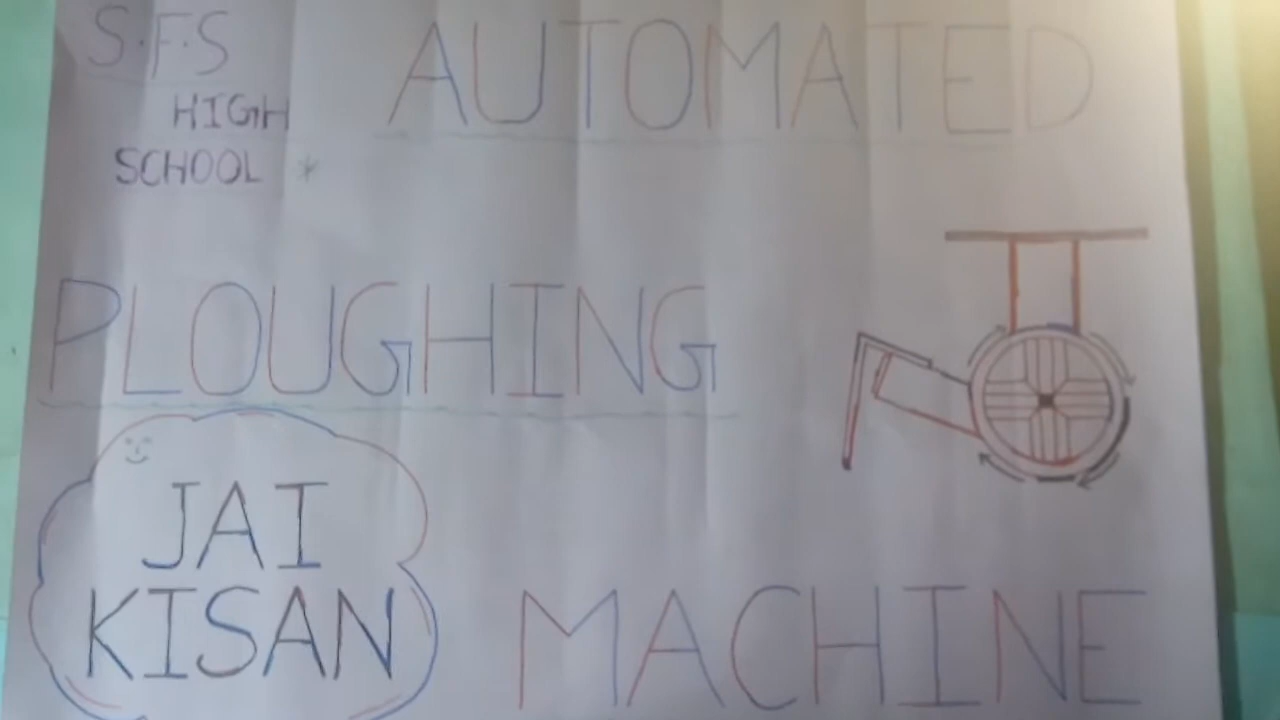 S.F.S
HIGH
SCHOOL *
AUTOMATED
PLOUGHING
JAI
KISAN
MACHINE